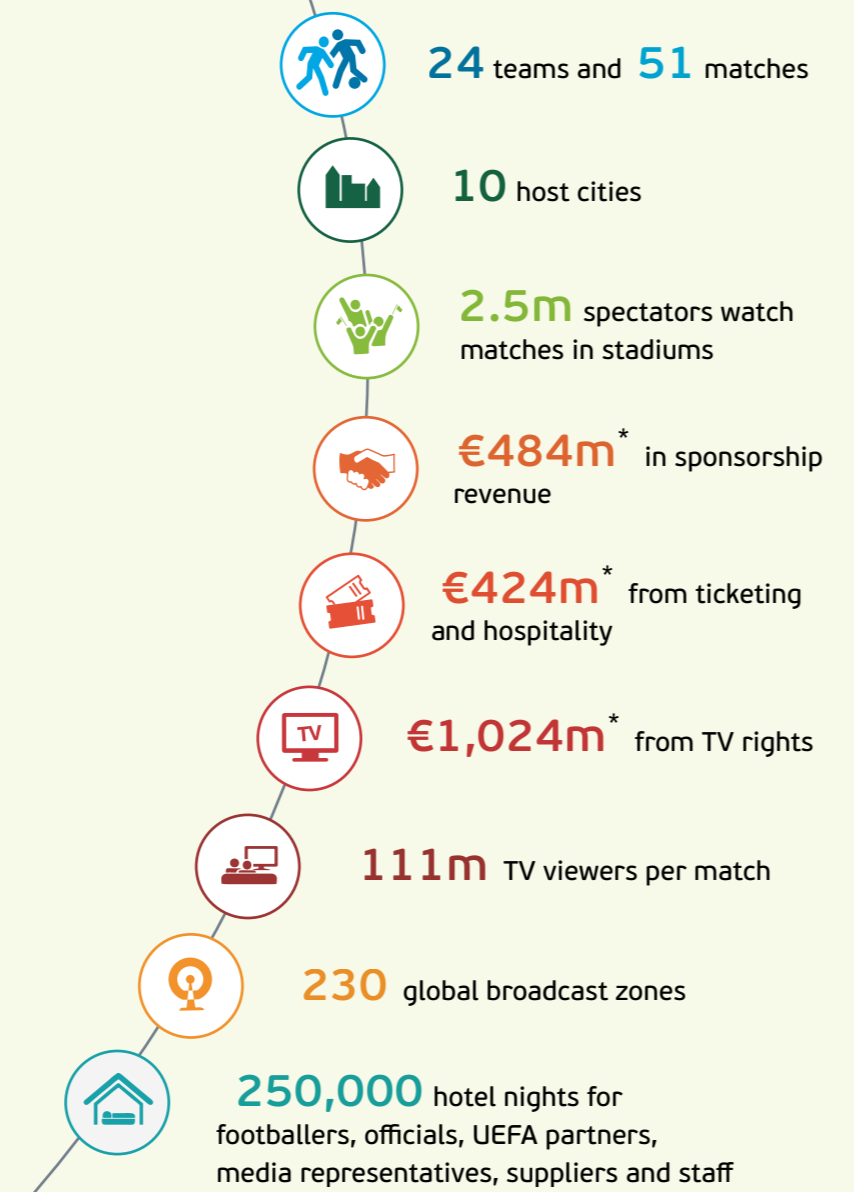 24 teams and 51 matches
10 host cities
2.5m spectators watch
matches in stadiums
€484m* in sponsorship
revenue
€424m* from ticketing
and hospitality
TV
€1,024m* from TV rights
111m TV viewers per match
230 global broadcast zones
250,000 hotel nights for
footballers, officials, UEFA partners,
media representatives, suppliers and staff